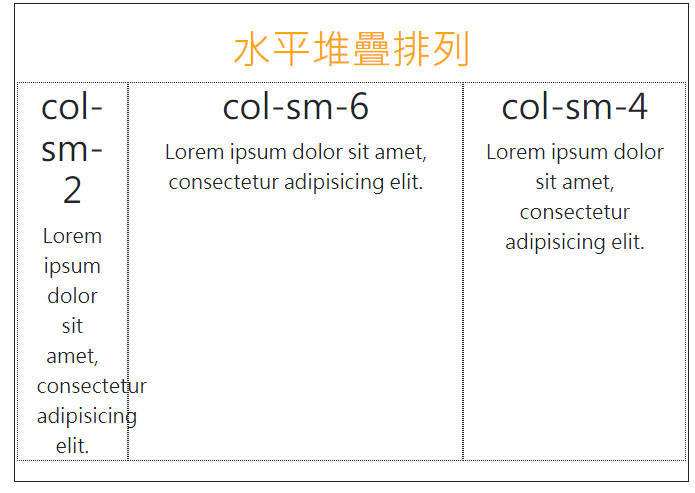 水平堆疊排列
col-
sm-
2
Lorem
ipsum
dolor
sit
amet,
consectetur
adipisicing
elit.
col-sm-6
Lorem ipsum dolor sit amet,
consectetur adipisicing elit.
col-sm-4
Lorem ipsum dolor
sit amet,
consectetur
adipisicing elit.